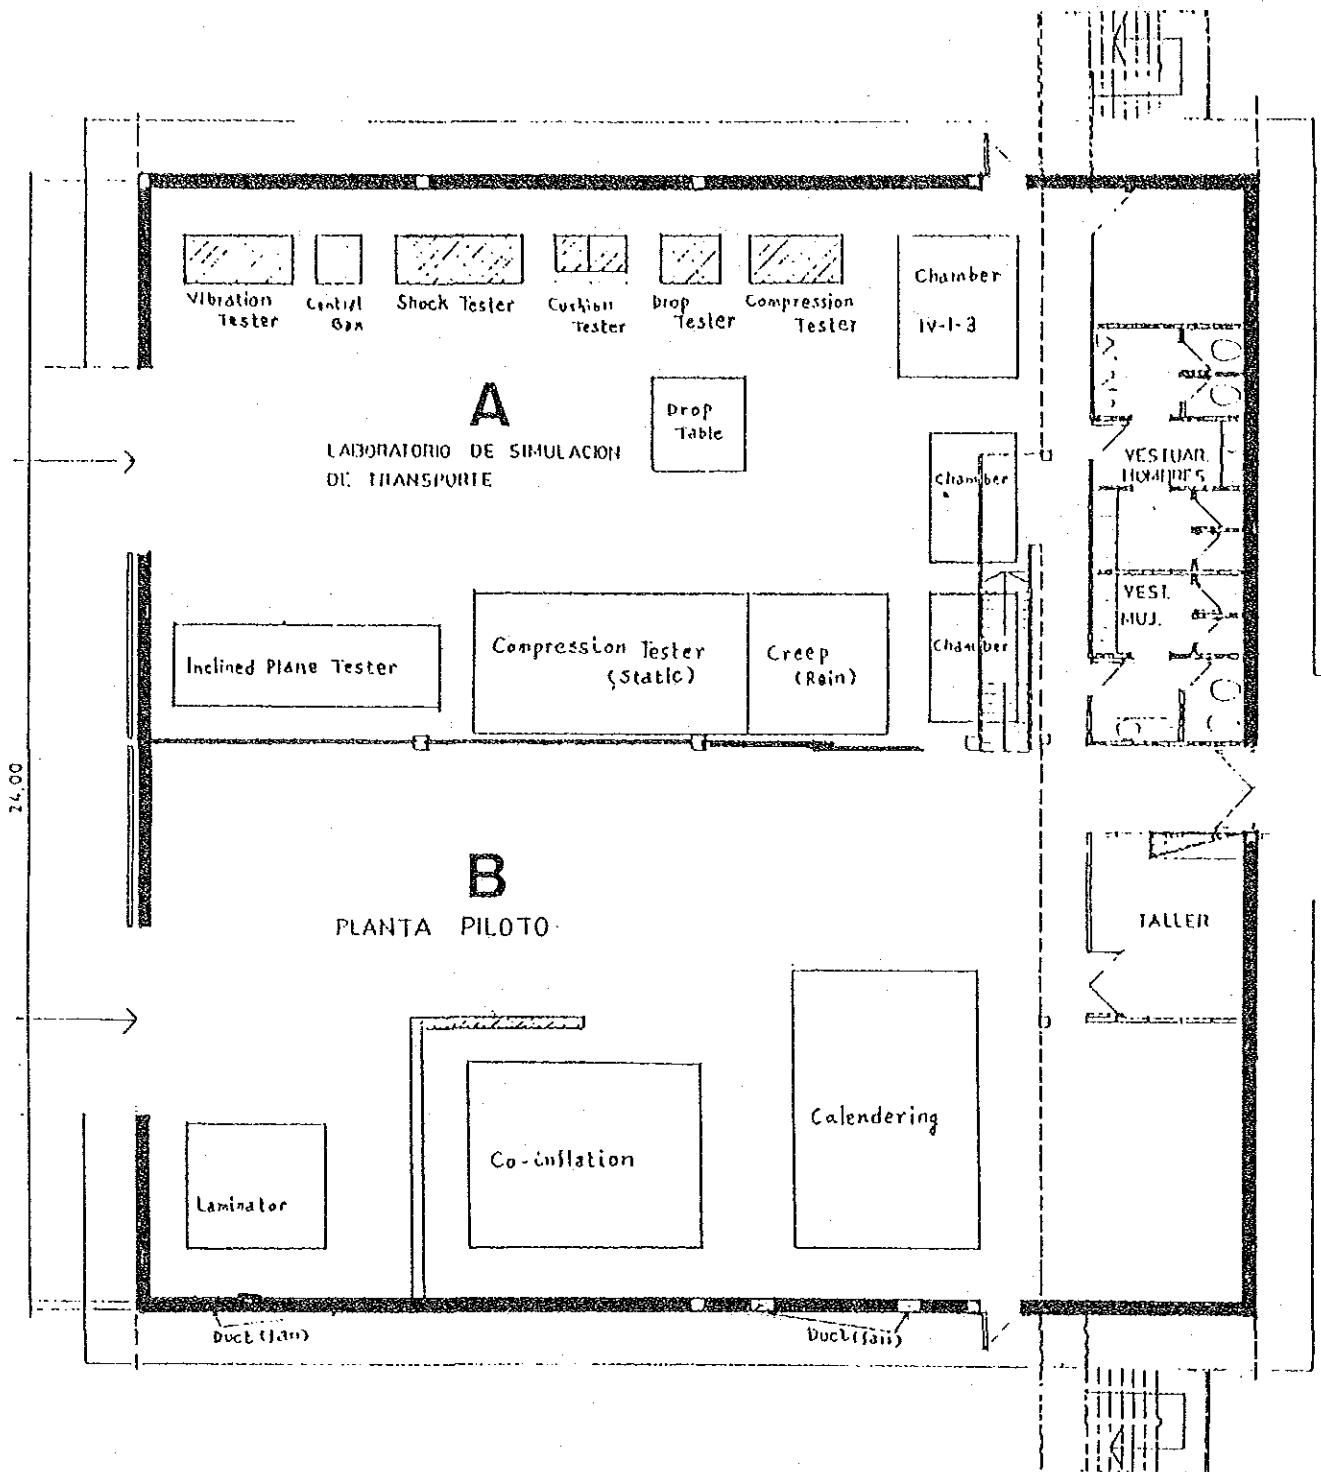 Vibration
Tester
Control
Box
Shock Tester
Cushion
Tester
Drop
Tester
Compression
Tester
Chamber
IV-1-3
A
LABORATORIO DE SIMULACION
DE TRANSPORTE
Drop
Table
Chamber
VESTUAR.
HOMBRES
Inclined Plane Tester
Compression Tester
(Static)
Creep
(Rain)
Chamber
VEST.
MUJ.
24,00
B
PLANTA PILOTO
TALLER
Laminator
Co-inflation
Calendering
Duct (fan)
Duct (fan)